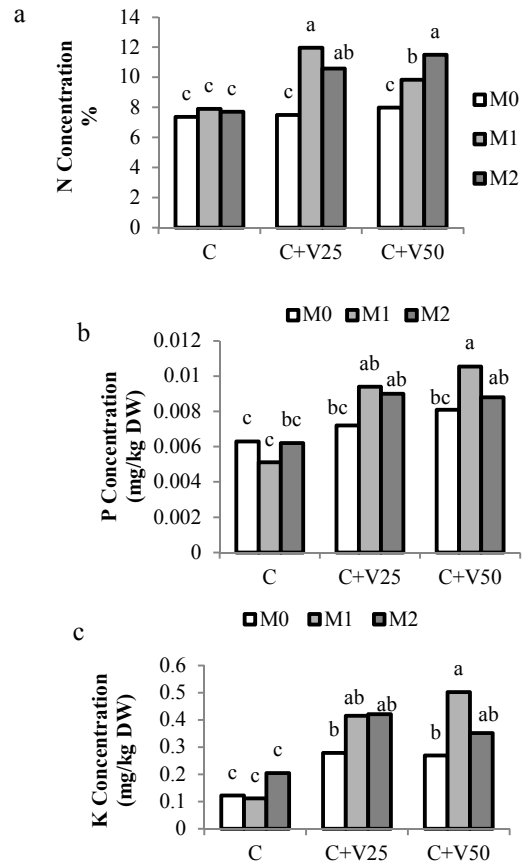 a
N Concentration
%
14
12
10
8
6
4
2
0
c c c
c a ab
c b a
C C+V25 C+V50
M0
M1
M2
b
M0 M1 M2
P Concentration
(mg/kg DW)
0.012
0.01
0.008
0.006
0.004
0.002
0
c c bc
bc ab ab
bc a ab
C C+V25 C+V50
c
M0 M1 M2
K Concentration
(mg/kg DW)
0.6
0.5
0.4
0.3
0.2
0.1
0
c c c
b ab ab
b a ab
C C+V25 C+V50